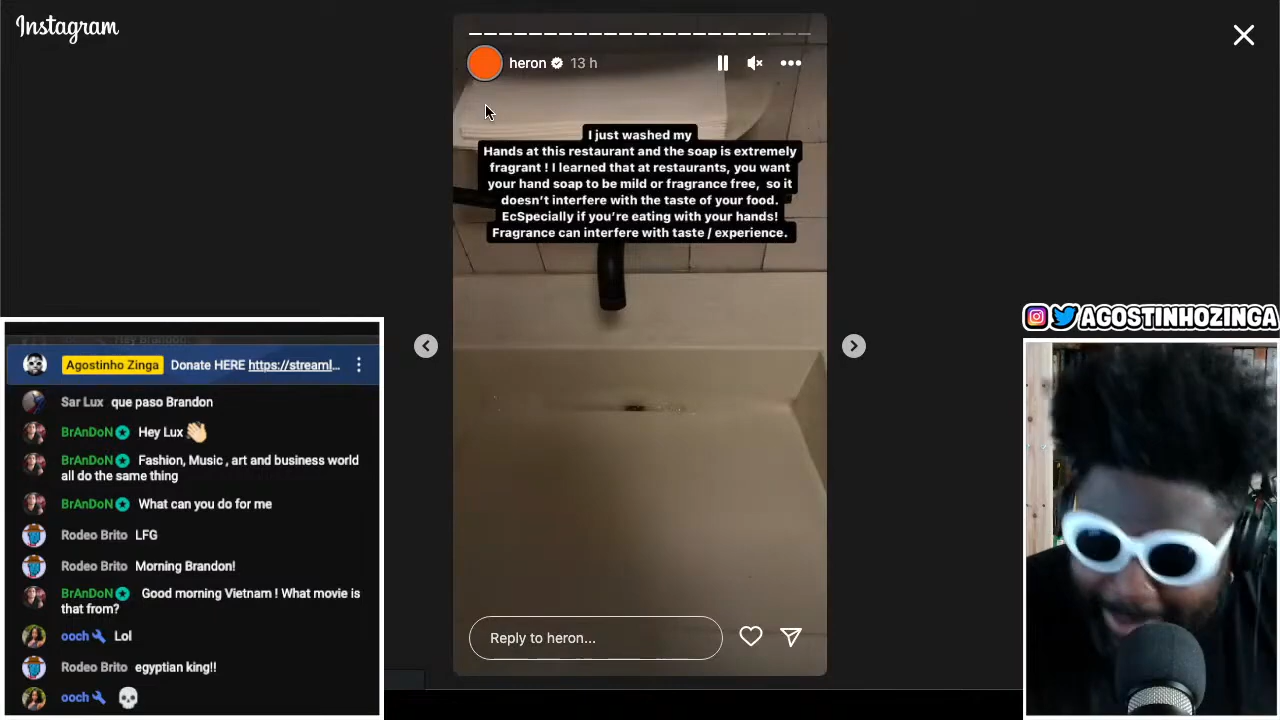 Instagram
heron 13 h
I just washed my
Hands at this restaurant and the soap is extremely
fragrant ! I learned that at restaurants, you want
your hand soap to be mild or fragrance free, so it
doesn’t interfere with the taste of your food.
EcSpecially if you’re eating with your hands!
Fragrance can interfere with taste / experience.
Reply to heron...
Hey Brandon
Agostinho Zinga Donate HERE https://streaml...
Sar Lux que paso Brandon
BrAnDoN Hey Lux 👋🏻
BrAnDoN Fashion, Music , art and business world
all do the same thing
BrAnDoN What can you do for me
Rodeo Brito LFG
Rodeo Brito Morning Brandon!
BrAnDoN Good morning Vietnam ! What movie is
that from?
ooch Lol
Rodeo Brito egyptian king!!
ooch 💀
AGOSTINHOZINGA